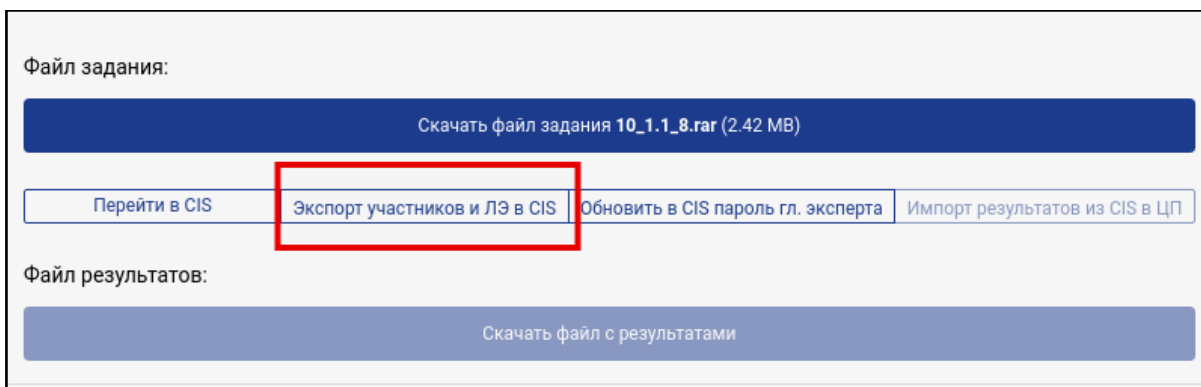 Файл задания:
Скачать файл задания 10_1.1_8.rar (2.42 MB)
Перейти в CIS Экспорт участников и ЛЭ в CIS Обновить в CIS пароль гл. эксперта Импорт результатов из CIS в ЦП
Файл результатов:
Скачать файл с результатами